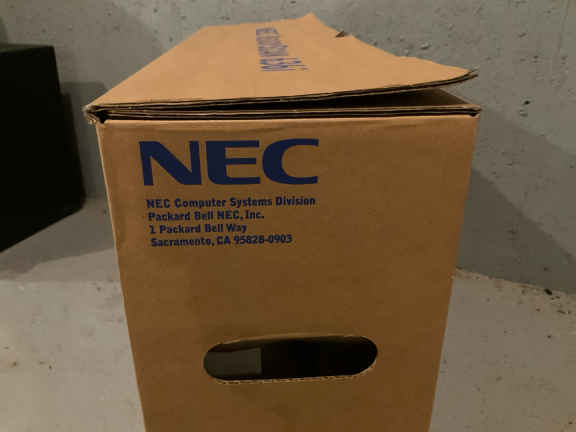 NEC
NEC Computer Systems Division
Packard Bell NEC, Inc.
1 Packard Bell Way
Sacramento, CA 95828-0903